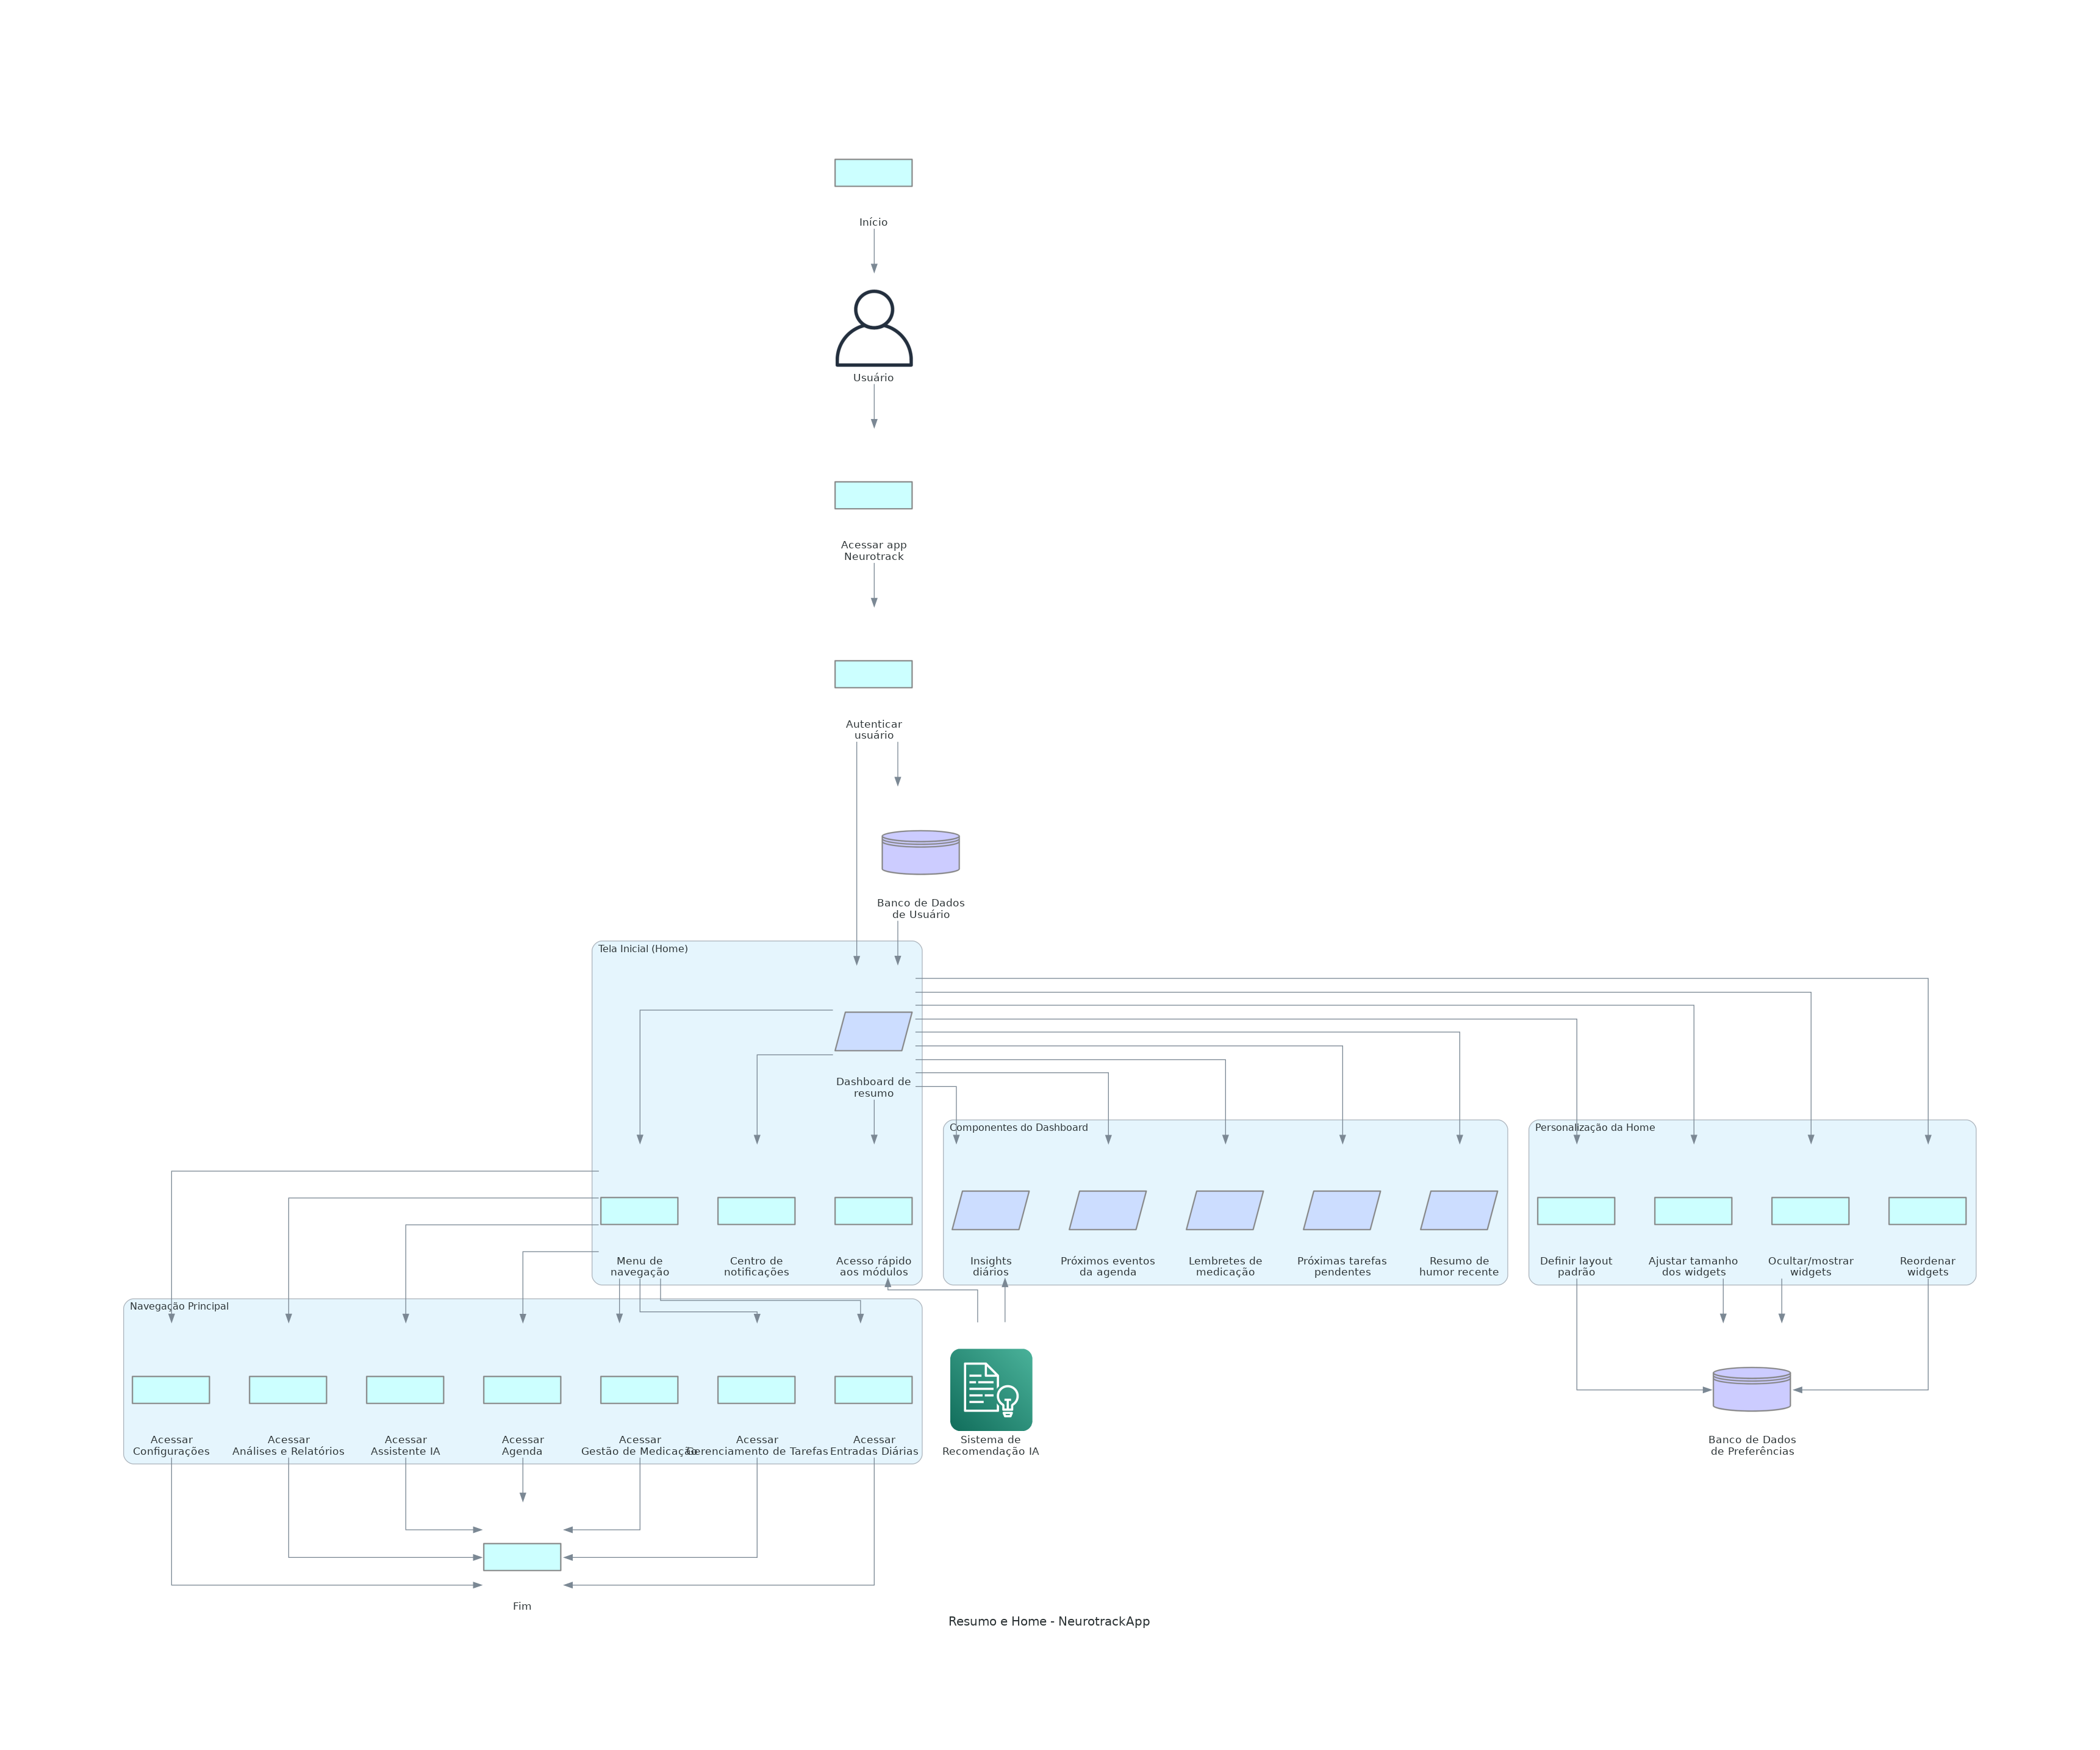 Início
Usuário
Acessar app
Neurotrack
Autenticar
usuário
Banco de Dados
de Usuário
Tela Inicial (Home)
Dashboard de
resumo
Componentes do Dashboard
Personalização da Home
Menu de
navegação
Centro de
notificações
Acesso rápido
aos módulos
Insights
diários
Próximos eventos
da agenda
Lembretes de
medicação
Próximas tarefas
pendentes
Resumo de
humor recente
Definir layout
padrão
Ajustar tamanho
dos widgets
Ocultar/mostrar
widgets
Reordenar
widgets
Navegação Principal
Acessar
Configurações
Acessar
Análises e Relatórios
Acessar
Assistente IA
Acessar
Agenda
Acessar
Gestão de Medicação
Acessar
Gerenciamento de Tarefas
Acessar
Entradas Diárias
Sistema de
Recomendação IA
Banco de Dados
de Preferências
Fim
Resumo e Home - NeurotrackApp